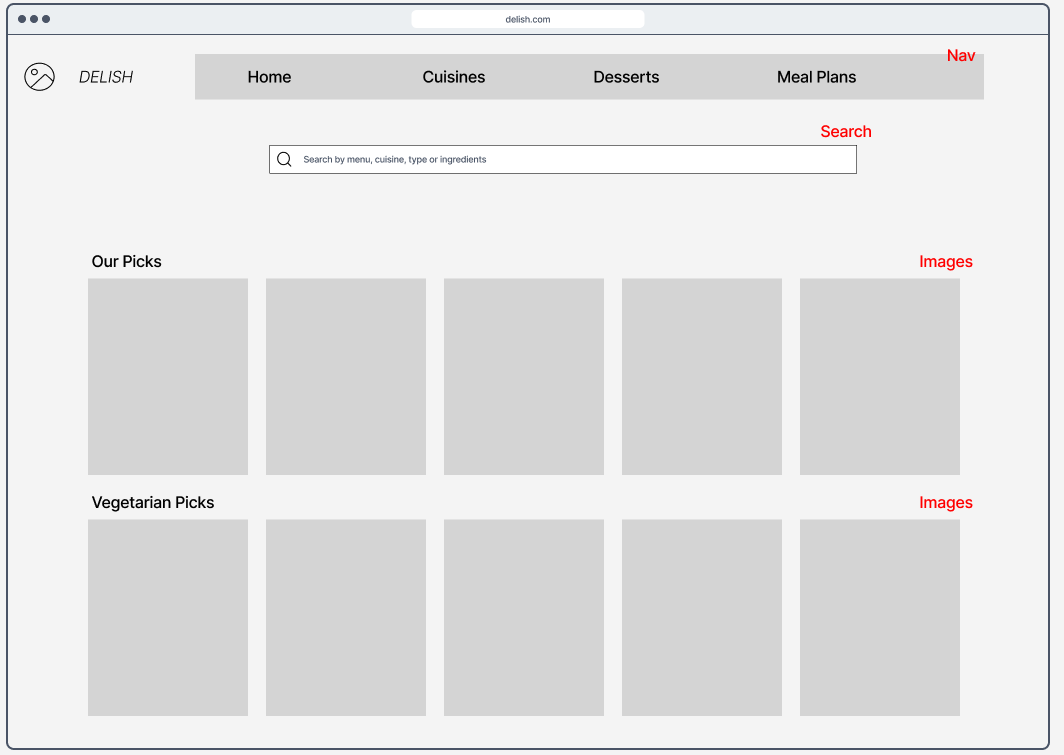 delish.com
Nav
DELISH
Home Cuisines Desserts Meal Plans
Search
Search by menu, cuisine, type or ingredients
Our Picks
Images
Vegetarian Picks
Images